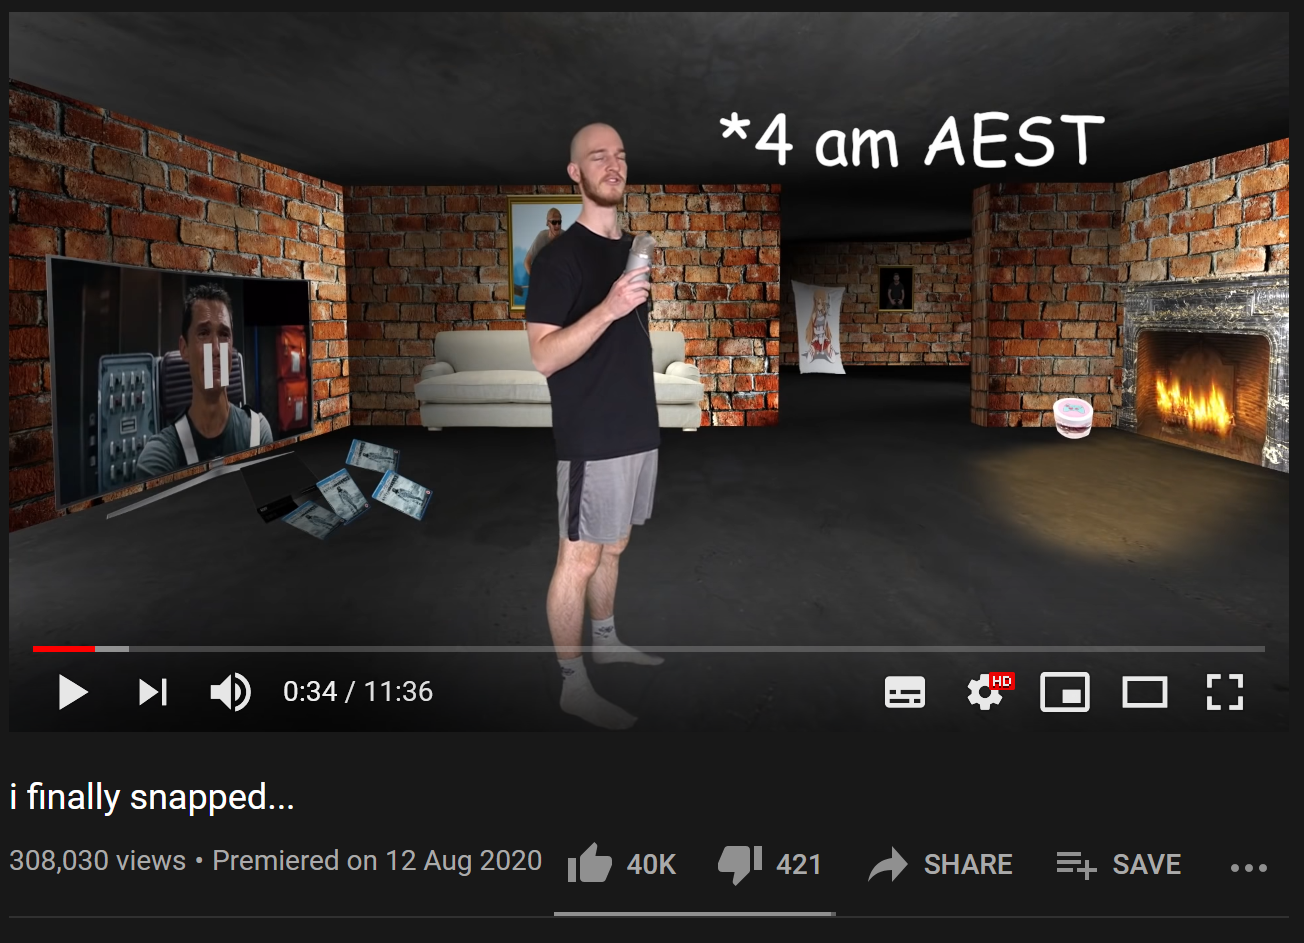 *4 am AEST
0:34 / 11:36
HD
i finally snapped...
308,030 views • Premiered on 12 Aug 2020
40K
421
SHARE
SAVE